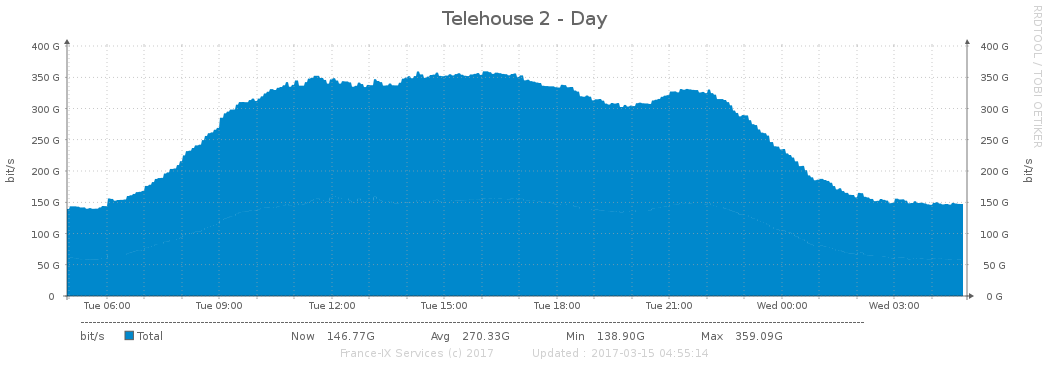 Telehouse 2 - Day
RRDTOOL / TOBI OETIKER
bit/s
bit/s
400 G 400 G
350 G 350 G
300 G 300 G
250 G 250 G
200 G 200 G
150 G 150 G
100 G 100 G
50 G 50 G
0 0 G
Tue 06:00 Tue 09:00 Tue 12:00 Tue 15:00 Tue 18:00 Tue 21:00 Wed 00:00 Wed 03:00
bit/s Total Now 146.77G Avg 270.33G Min 138.90G Max 359.09G
France-IX Services (c) 2017 Updated : 2017-03-15 04:55:14